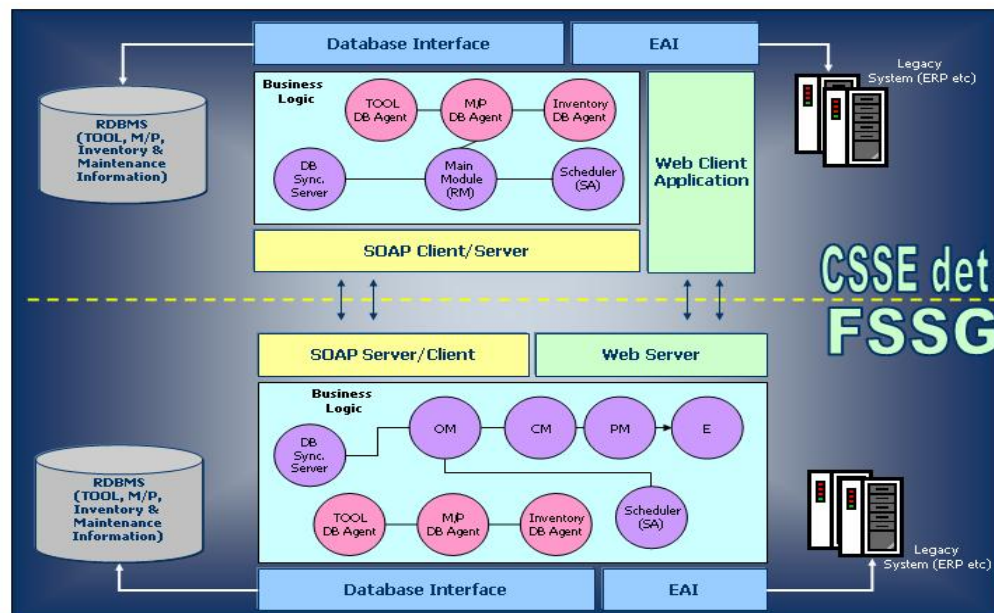 Database Interface
EAI
Legacy
System (ERP etc)
RDBMS
(TOOL, M/P,
Inventory &
Maintenance
Information)
Business
Logic
TOOL
DB Agent
M/P
DB Agent
Inventory
DB Agent
DB
Sync.
Server
Main
Module
(RM)
Scheduler
(SA)
Web Client
Application
SOAP Client/Server
CSSE det
FSSG
SOAP Server/Client
Web Server
Business
Logic
DB
Sync.
Server
OM
CM
PM
E
RDBMS
(TOOL, M/P,
Inventory &
Maintenance
Information)
TOOL
DB Agent
M/P
DB Agent
Inventory
DB Agent
Scheduler
(SA)
Legacy
System (ERP etc)
Database Interface
EAI